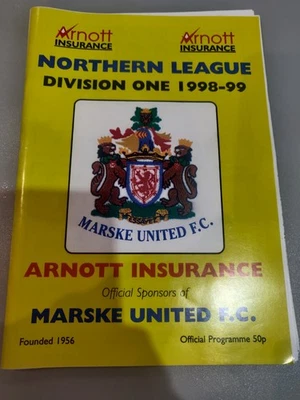 Arnott Arnott
INSURANCE INSURANCE
NORTHERN LEAGUE
DIVISION ONE 1998-99
MARSKE UNITED F.C.
ARNOTT INSURANCE
Official Sponsors of
MARSKE UNITED F.C.
Founded 1956 Official Programme 50p